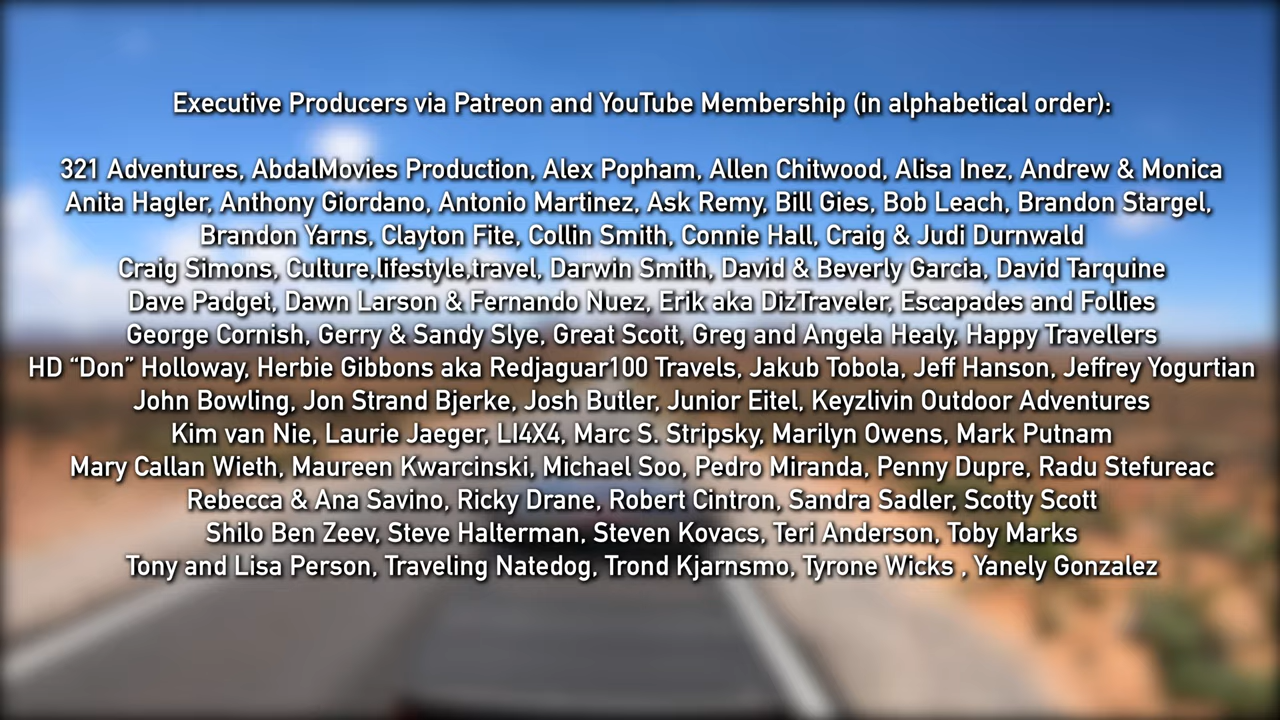 Executive Producers via Patreon and YouTube Membership (in alphabetical order):
321 Adventures, AbdalMovies Production, Alex Popham, Allen Chitwood, Alisa Inez, Andrew & Monica
Anita Hagler, Anthony Giordano, Antonio Martinez, Ask Remy, Bill Gies, Bob Leach, Brandon Stargel,
Brandon Yarns, Clayton Fite, Collin Smith, Connie Hall, Craig & Judi Durnwald
Craig Simons, Culture,lifestyle,travel, Darwin Smith, David & Beverly Garcia, David Tarquine
Dave Padget, Dawn Larson & Fernando Nuez, Erik aka DizTraveler, Escapades and Follies
George Cornish, Gerry & Sandy Slye, Great Scott, Greg and Angela Healy, Happy Travellers
HD “Don” Holloway, Herbie Gibbons aka Redjaguar100 Travels, Jakub Tobola, Jeff Hanson, Jeffrey Yogurtian
John Bowling, Jon Strand Bjerke, Josh Butler, Junior Eitel, Keyzlivin Outdoor Adventures
Kim van Nie, Laurie Jaeger, LI4X4, Marc S. Stripsky, Marilyn Owens, Mark Putnam
Mary Callan Wieth, Maureen Kwarcinski, Michael Soo, Pedro Miranda, Penny Dupre, Radu Stefureac
Rebecca & Ana Savino, Ricky Drane, Robert Cintron, Sandra Sadler, Scotty Scott
Shilo Ben Zeev, Steve Halterman, Steven Kovacs, Teri Anderson, Toby Marks
Tony and Lisa Person, Traveling Natedog, Trond Kjarnsmo, Tyrone Wicks , Yanely Gonzalez